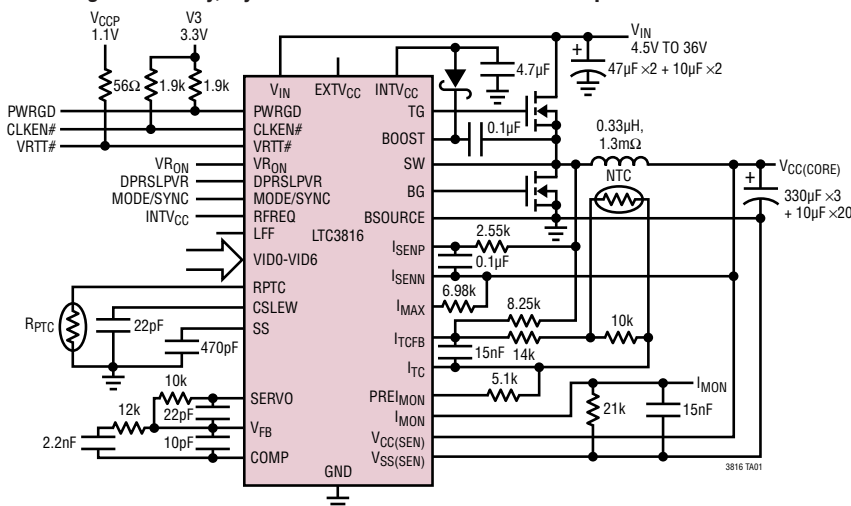 VCCP
1.1V
V3
3.3V
56Ω
1.9k
1.9k
PWRGD
CLKEN#
VRTT#
VRON
DPRSLPVR
MODE/SYNC
INTVCC
VIN
EXTVCC
INTVCC
PWRGD
CLKEN#
VRTT#
VRON
DPRSLPVR
MODE/SYNC
RFREQ
LFF
LTC3816
VID0-VID6
RPTC
CSLEW
SS
SERVO
VFB
COMP
GND
TG
BOOST
SW
BG
BSOURCE
ISENP
ISENN
IMAX
ITCFB
ITC
PREIMON
IMON
VCC(SEN)
VSS(SEN)
RPTC
22pF
470pF
10k
12k
22pF
2.2nF
10pF
4.7µF
VIN
4.5V TO 36V
+
47µF ×2 + 10µF ×2
0.1µF
0.33µH,
1.3mΩ
NTC
VCC(CORE)
+
330µF ×3
+ 10µF ×20
2.55k
0.1µF
6.98k
8.25k
10k
15nF
14k
5.1k
IMON
21k
15nF
3816 TA01